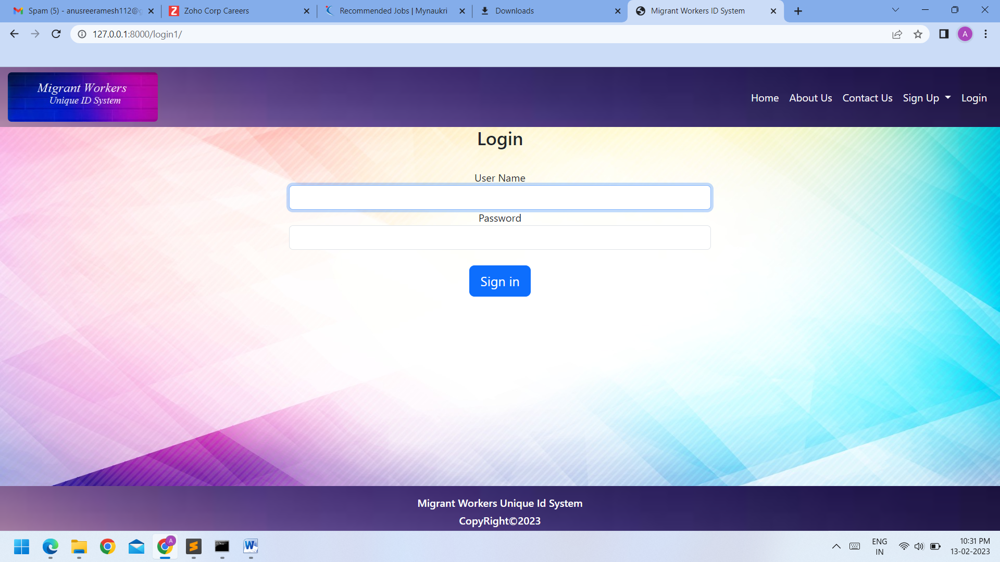 Spam (5) - anusreeramesh112@g
Zoho Corp Careers
Recommended Jobs | Mynaukri
Downloads
Migrant Workers ID System
127.0.0.1:8000/login1/
A
Migrant Workers
Unique ID System
Home
About Us
Contact Us
Sign Up
Login
Login
User Name
Password
Sign in
Migrant Workers Unique Id System
CopyRight©2023
A
ENG
IN
10:31 PM
13-02-2023